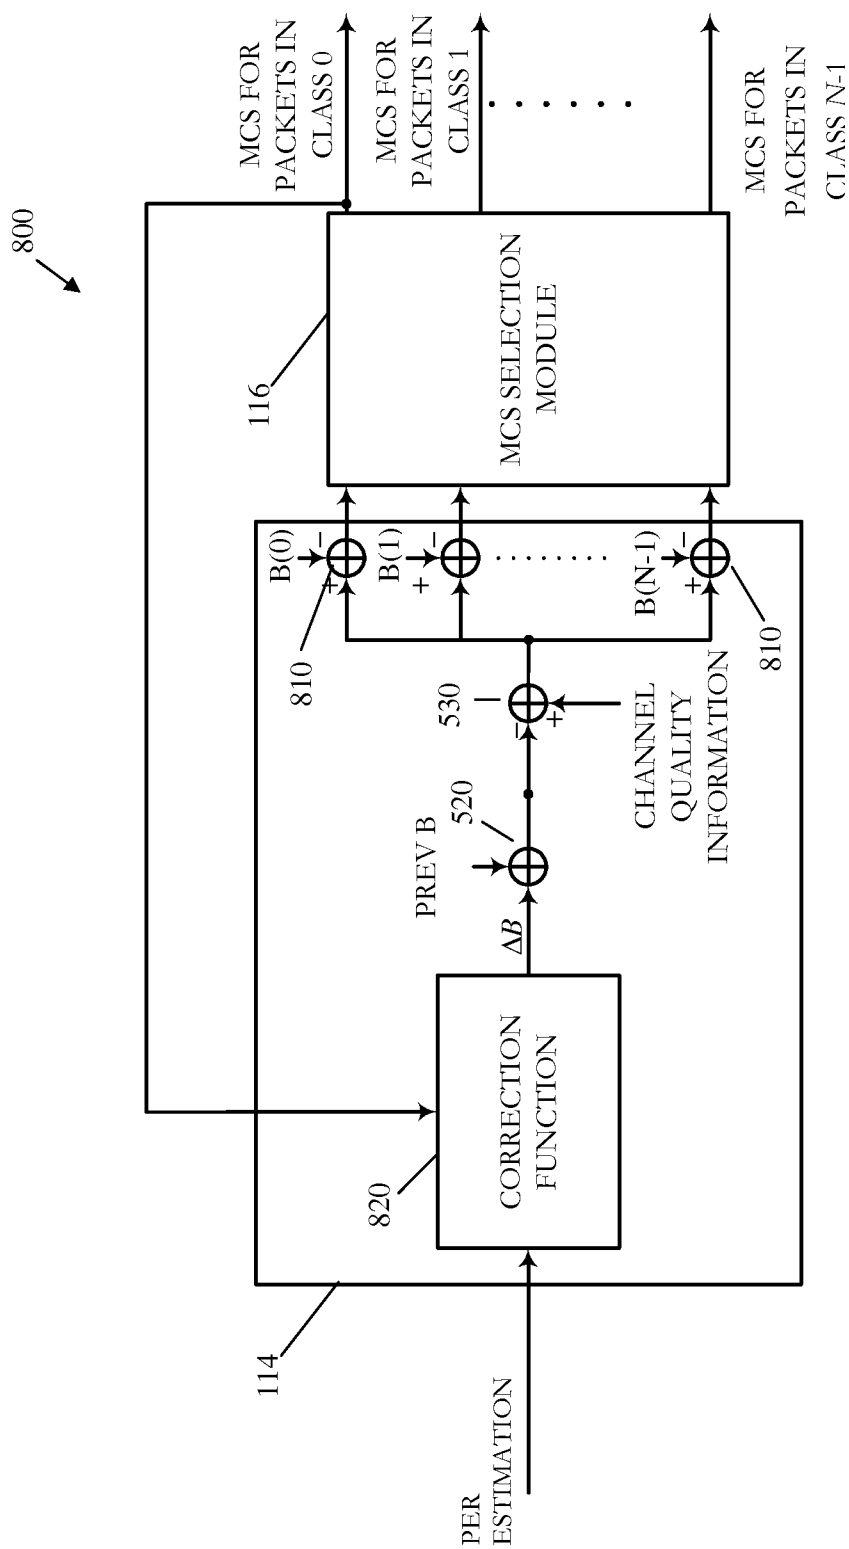 800
PER
ESTIMATION
114
820
CORRECTION
FUNCTION
ΔB
PREV B
520
530
−
−
+
CHANNEL
QUALITY
INFORMATION
810
B(0)
−
+
B(1)
−
+
B(N-1)
−
+
810
116
MCS SELECTION
MODULE
MCS FOR
PACKETS IN
CLASS 0
MCS FOR
PACKETS IN
CLASS 1
MCS FOR
PACKETS IN
CLASS N-1